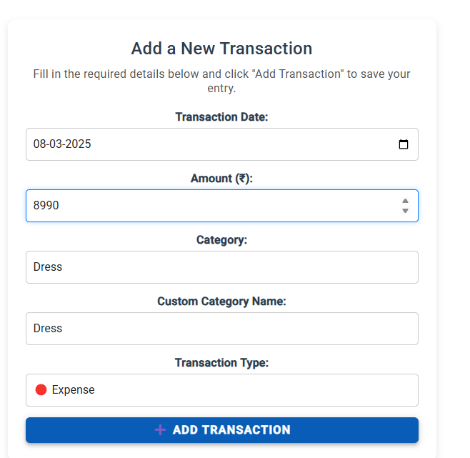 Add a New Transaction
Fill in the required details below and click "Add Transaction" to save your
entry.
Transaction Date:
08-03-2025
Amount (₹):
8990
Category:
Dress
Custom Category Name:
Dress
Transaction Type:
Expense
ADD TRANSACTION